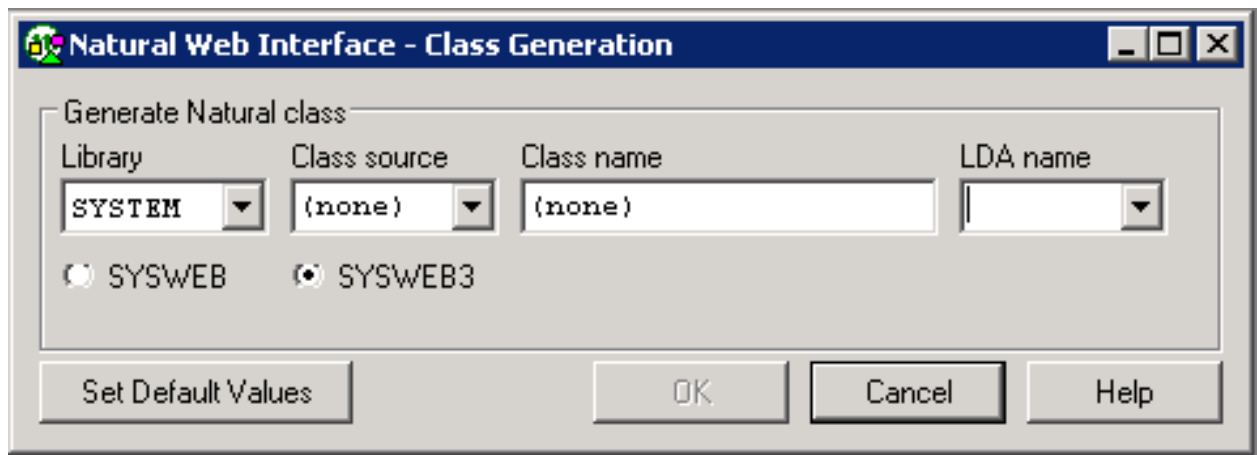 Natural Web Interface - Class Generation
Generate Natural class
Library Class source Class name LDA name
SYSTEM (none) (none)
SYSWEB SYSWEB3
Set Default Values OK Cancel Help